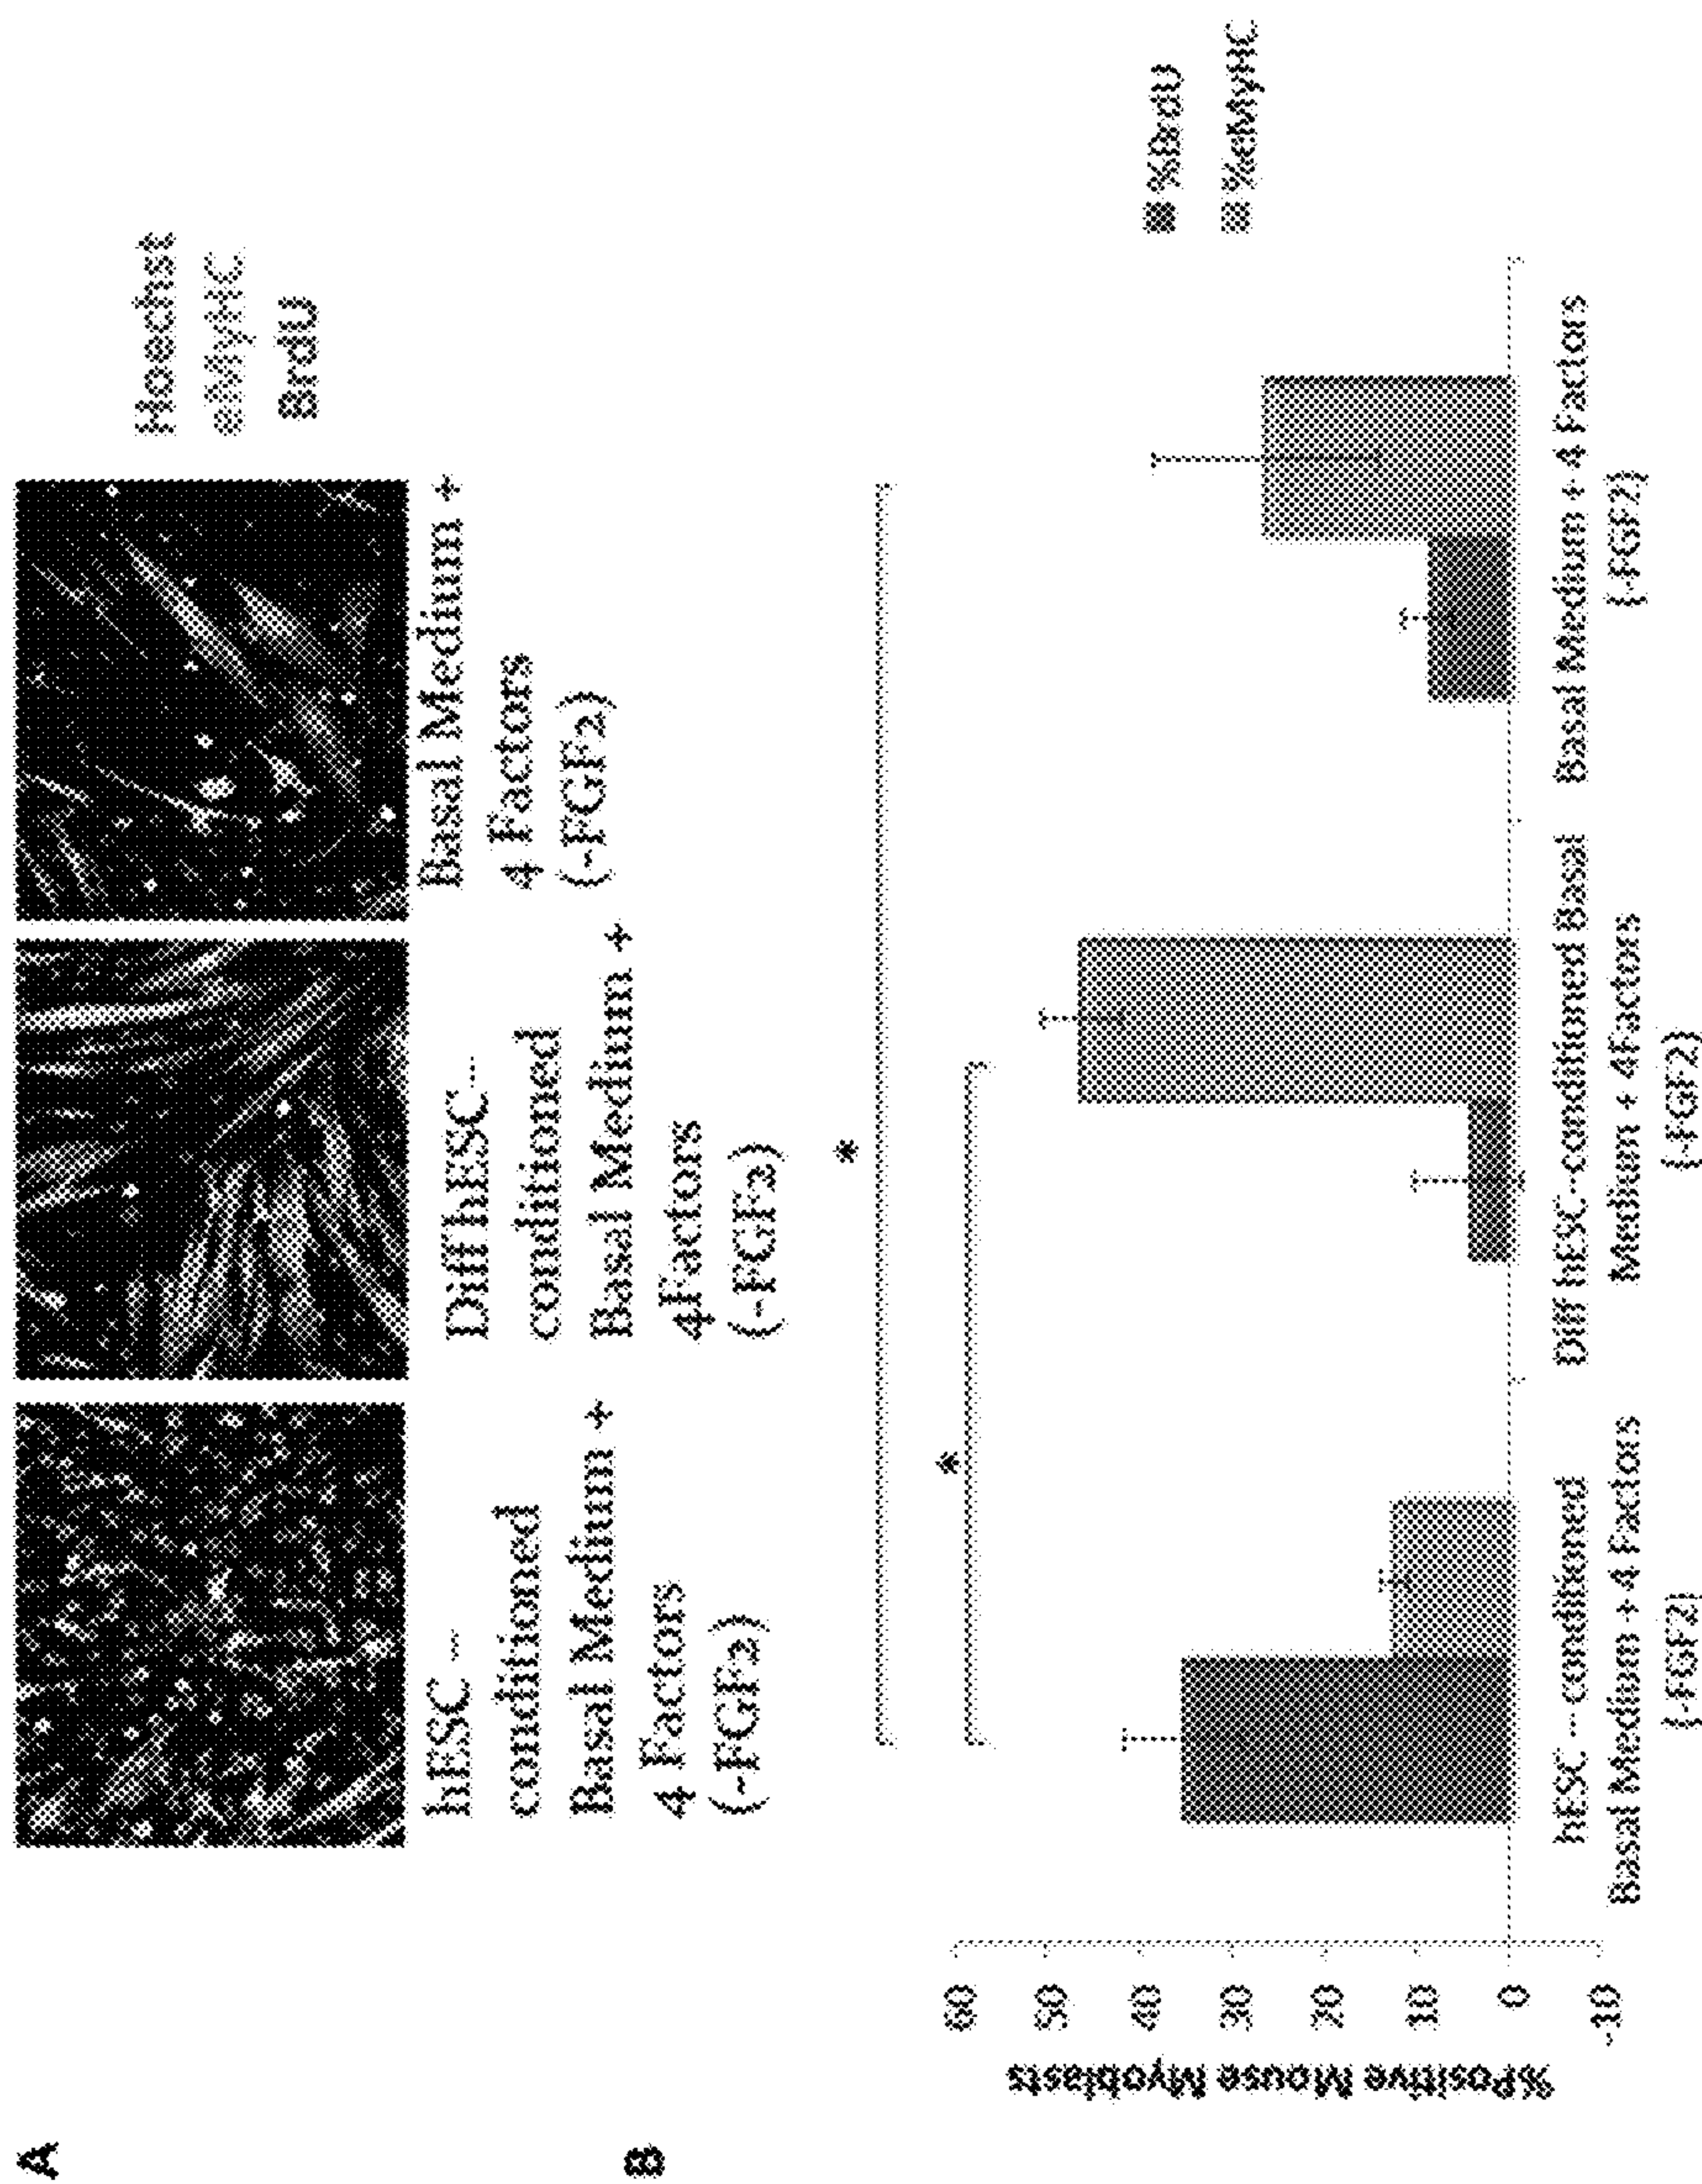 A
Hoechst
eMyHC
BrdU
hESC -
conditioned
Basal Medium +
4 Factors
(-FGF2)
Diff hESC-
conditioned
Basal Medium +
4Factors
(-FGF2)
Basal Medium +
4 Factors
(-FGF2)
B
%Positive Mouse Myoblasts
60
50
40
30
20
10
0
-10
*
*
%BrdU
%eMyHC
hESC - conditioned
Basal Medium + 4 Factors
(-FGF2)
Diff hESC-conditioned Basal
Medium + 4Factors
(-FGF2)
Basal Medium + 4 Factors
(-FGF2)